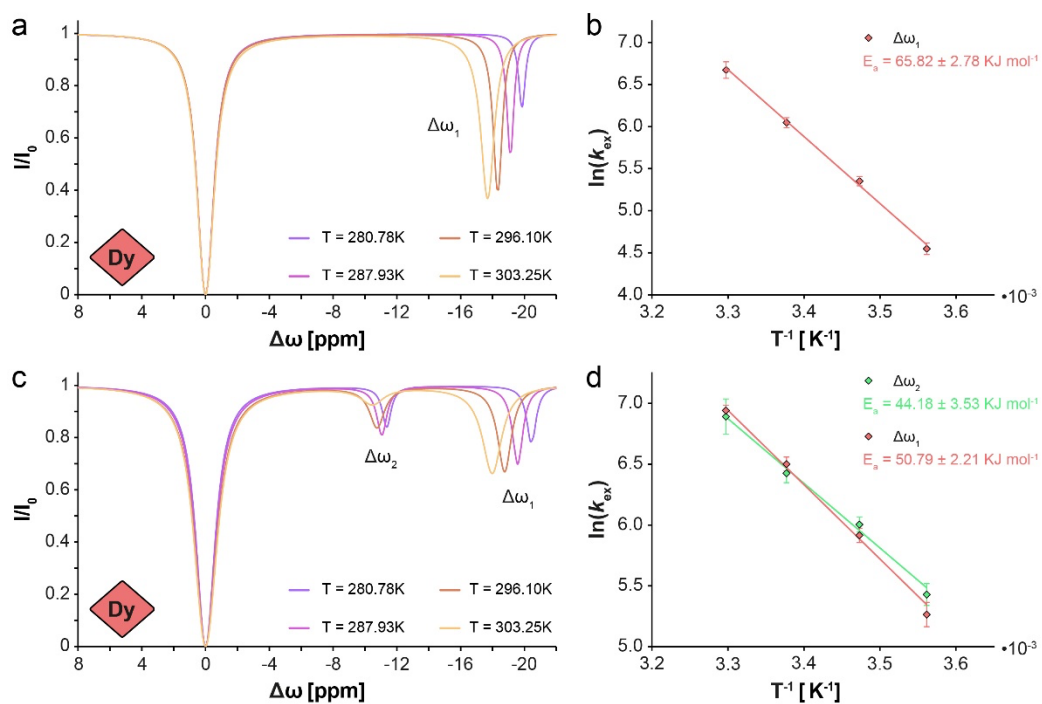 a
I/I₀
1
0.8
0.6
0.4
0.2
0
8 4 0 -4 -8 -12 -16 -20
Δω [ppm]
Δω₁
T = 280.78K
T = 296.10K
T = 287.93K
T = 303.25K
Dy
b
ln(kex)
7.0
6.5
6.0
5.5
5.0
4.5
4.0
3.2 3.3 3.4 3.5 3.6
•10⁻³
T⁻¹ [ K⁻¹]
Δω₁
Eₐ = 65.82 ± 2.78 KJ mol⁻¹
c
I/I₀
1
0.8
0.6
0.4
0.2
0
8 4 0 -4 -8 -12 -16 -20
Δω [ppm]
Δω₂
Δω₁
T = 280.78K
T = 296.10K
T = 287.93K
T = 303.25K
Dy
d
ln(kex)
7.0
6.5
6.0
5.5
5.0
3.2 3.3 3.4 3.5 3.6
•10⁻³
T⁻¹ [ K⁻¹]
Δω₂
Eₐ = 44.18 ± 3.53 KJ mol⁻¹
Δω₁
Eₐ = 50.79 ± 2.21 KJ mol⁻¹